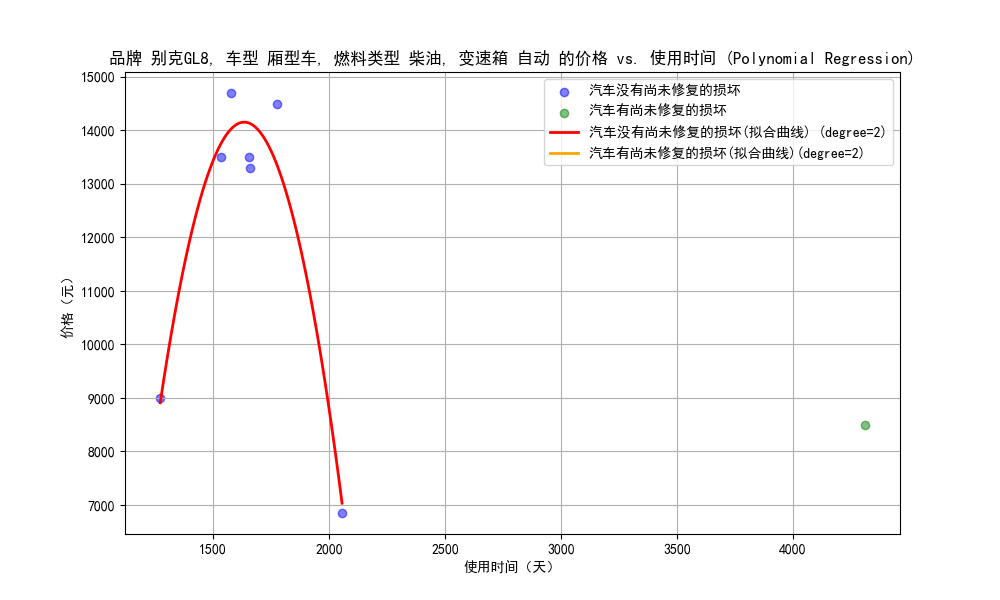 品牌 别克GL8, 车型 厢型车, 燃料类型 柴油, 变速箱 自动 的价格 vs. 使用时间 (Polynomial Regression)
汽车没有尚未修复的损坏
汽车有尚未修复的损坏
汽车没有尚未修复的损坏(拟合曲线) (degree=2)
汽车有尚未修复的损坏(拟合曲线)(degree=2)
价格（元）
15000
14000
13000
12000
11000
10000
9000
8000
7000
1500 2000 2500 3000 3500 4000
使用时间（天）